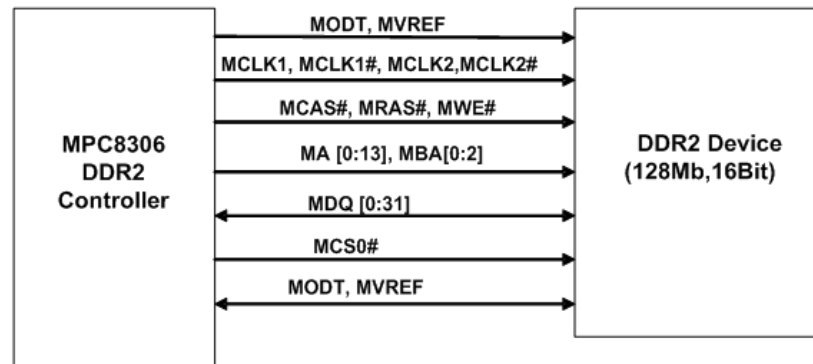 MODT, MVREF
MCLK1, MCLK1#, MCLK2,MCLK2#
MCAS#, MRAS#, MWE#
MA [0:13], MBA[0:2]
MDQ [0:31]
MCS0#
MODT, MVREF
MPC8306
DDR2
Controller
DDR2 Device
(128Mb,16Bit)